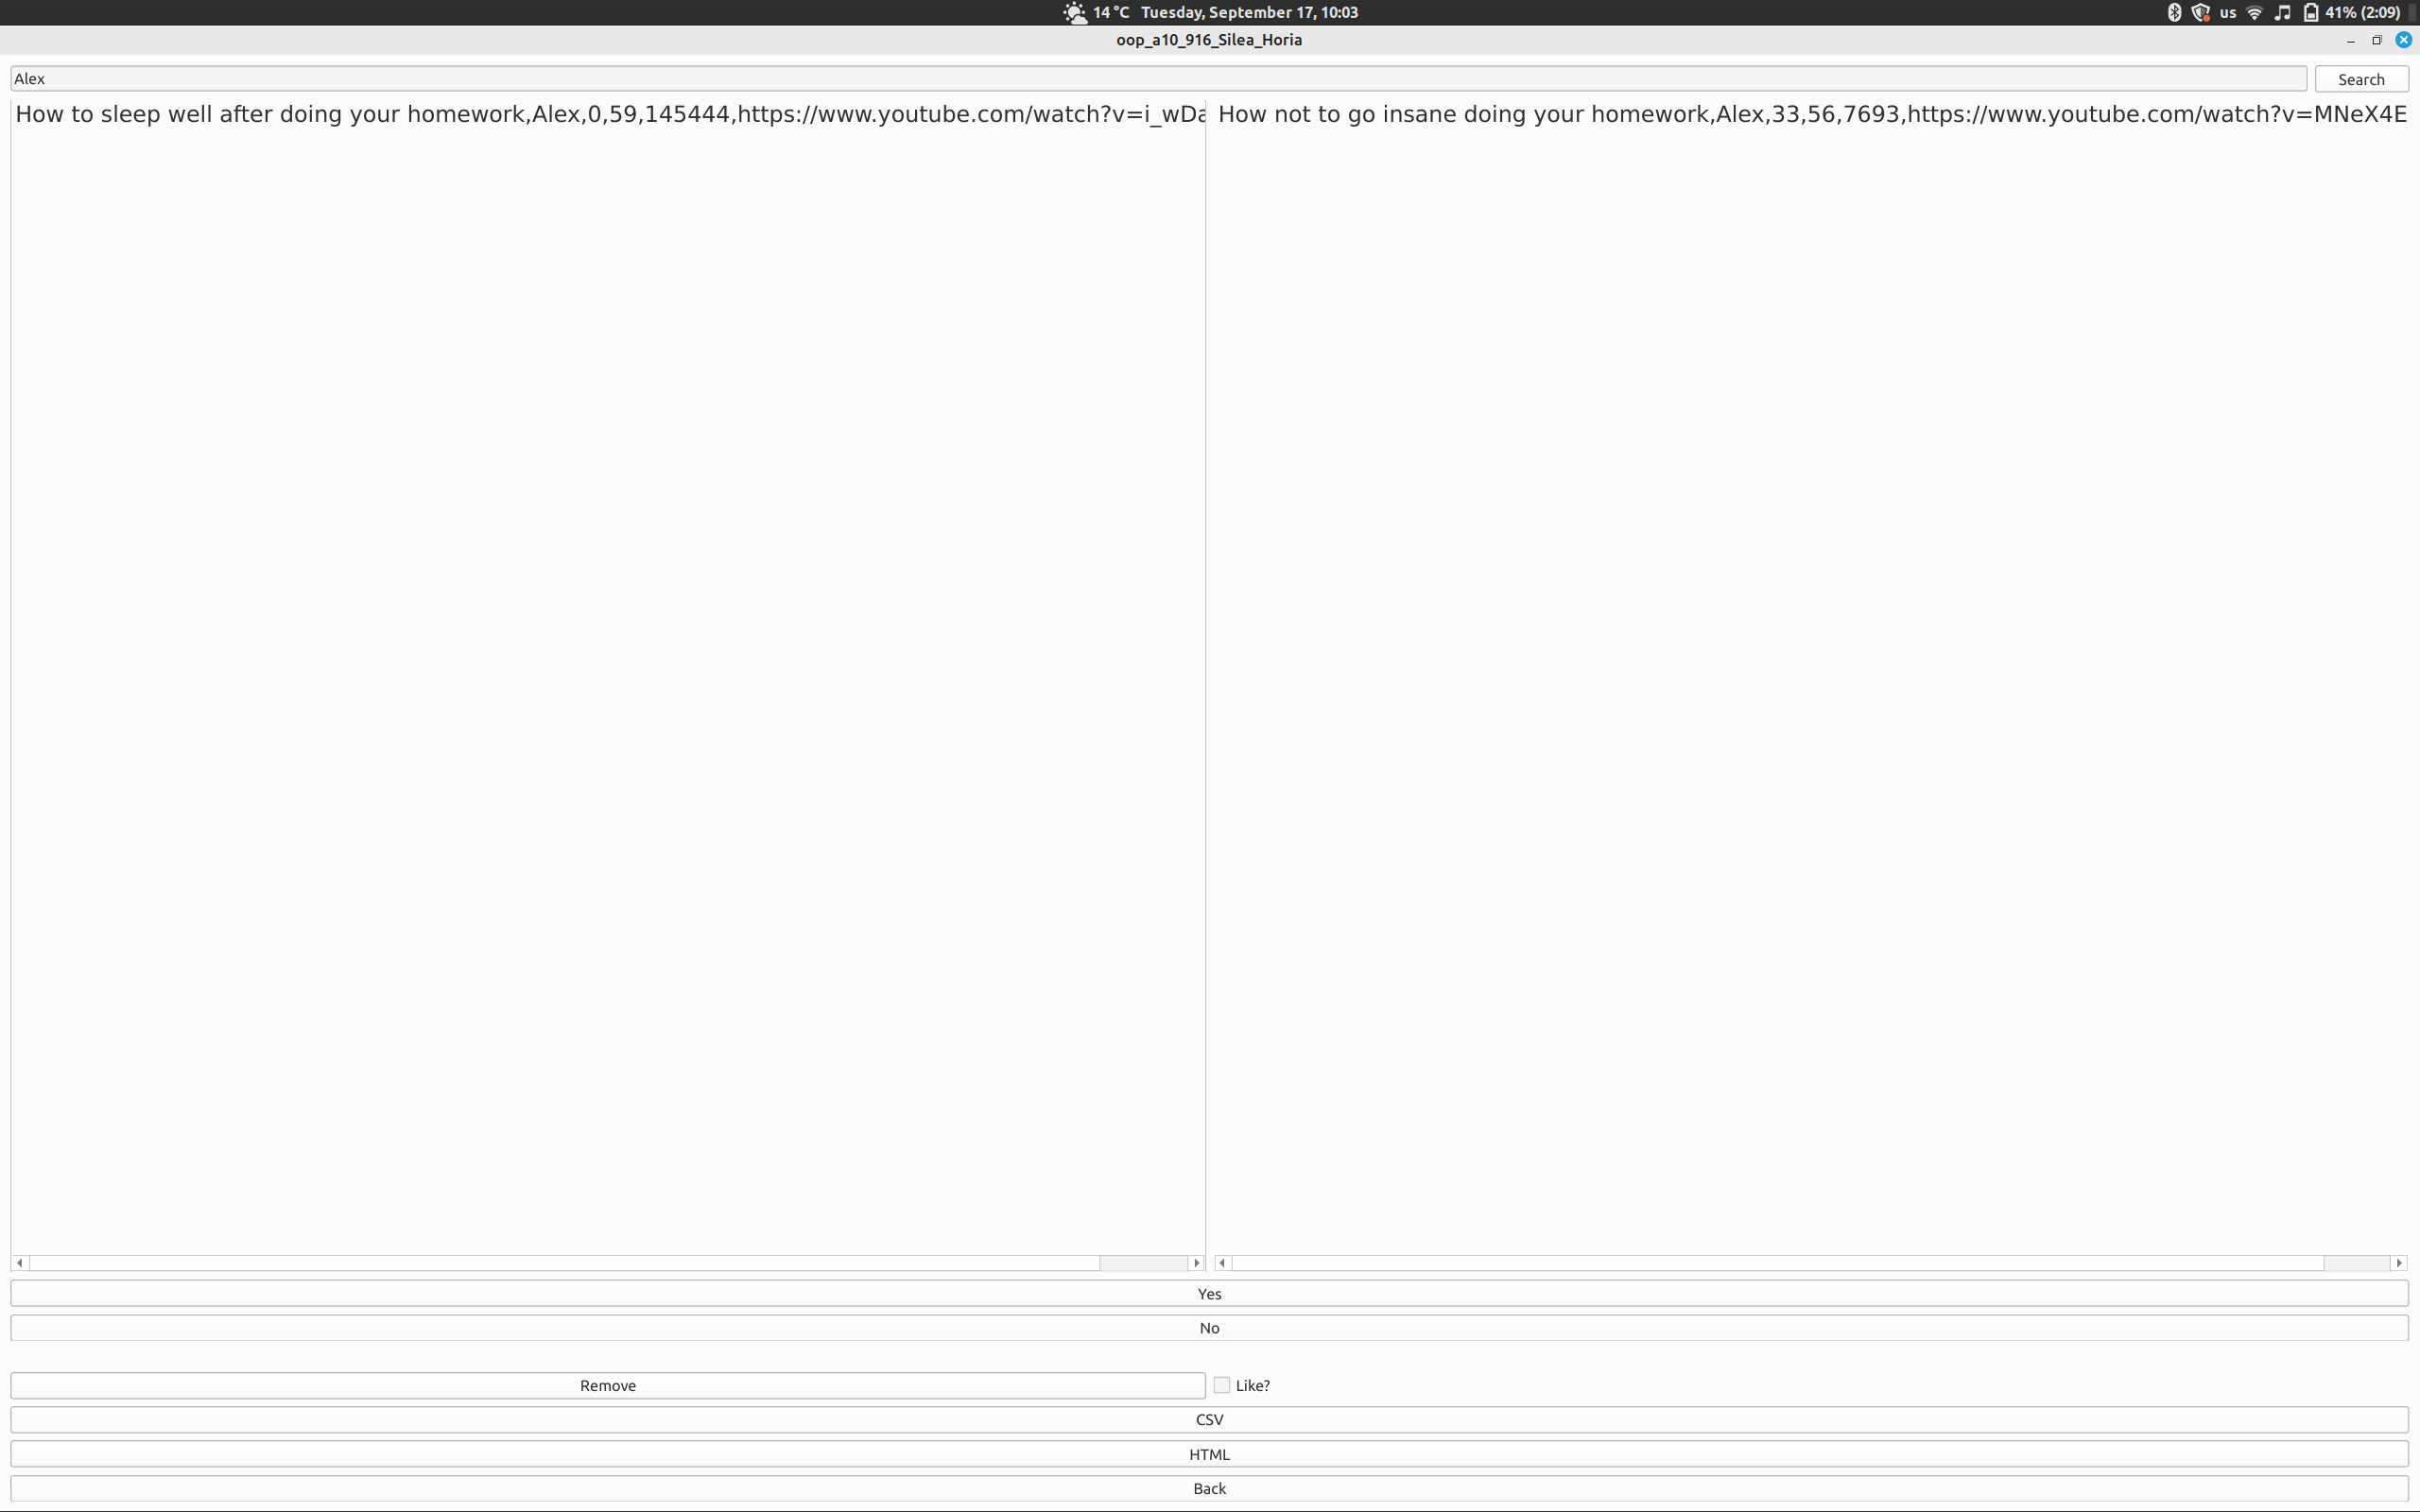 14 °C Tuesday, September 17, 10:03
us 41% (2:09)
oop_a10_916_Silea_Horia
Alex
Search
How to sleep well after doing your homework,Alex,0,59,145444,https://www.youtube.com/watch?v=i_wDa
How not to go insane doing your homework,Alex,33,56,7693,https://www.youtube.com/watch?v=MNeX4E
Yes
No
Remove
Like?
CSV
HTML
Back